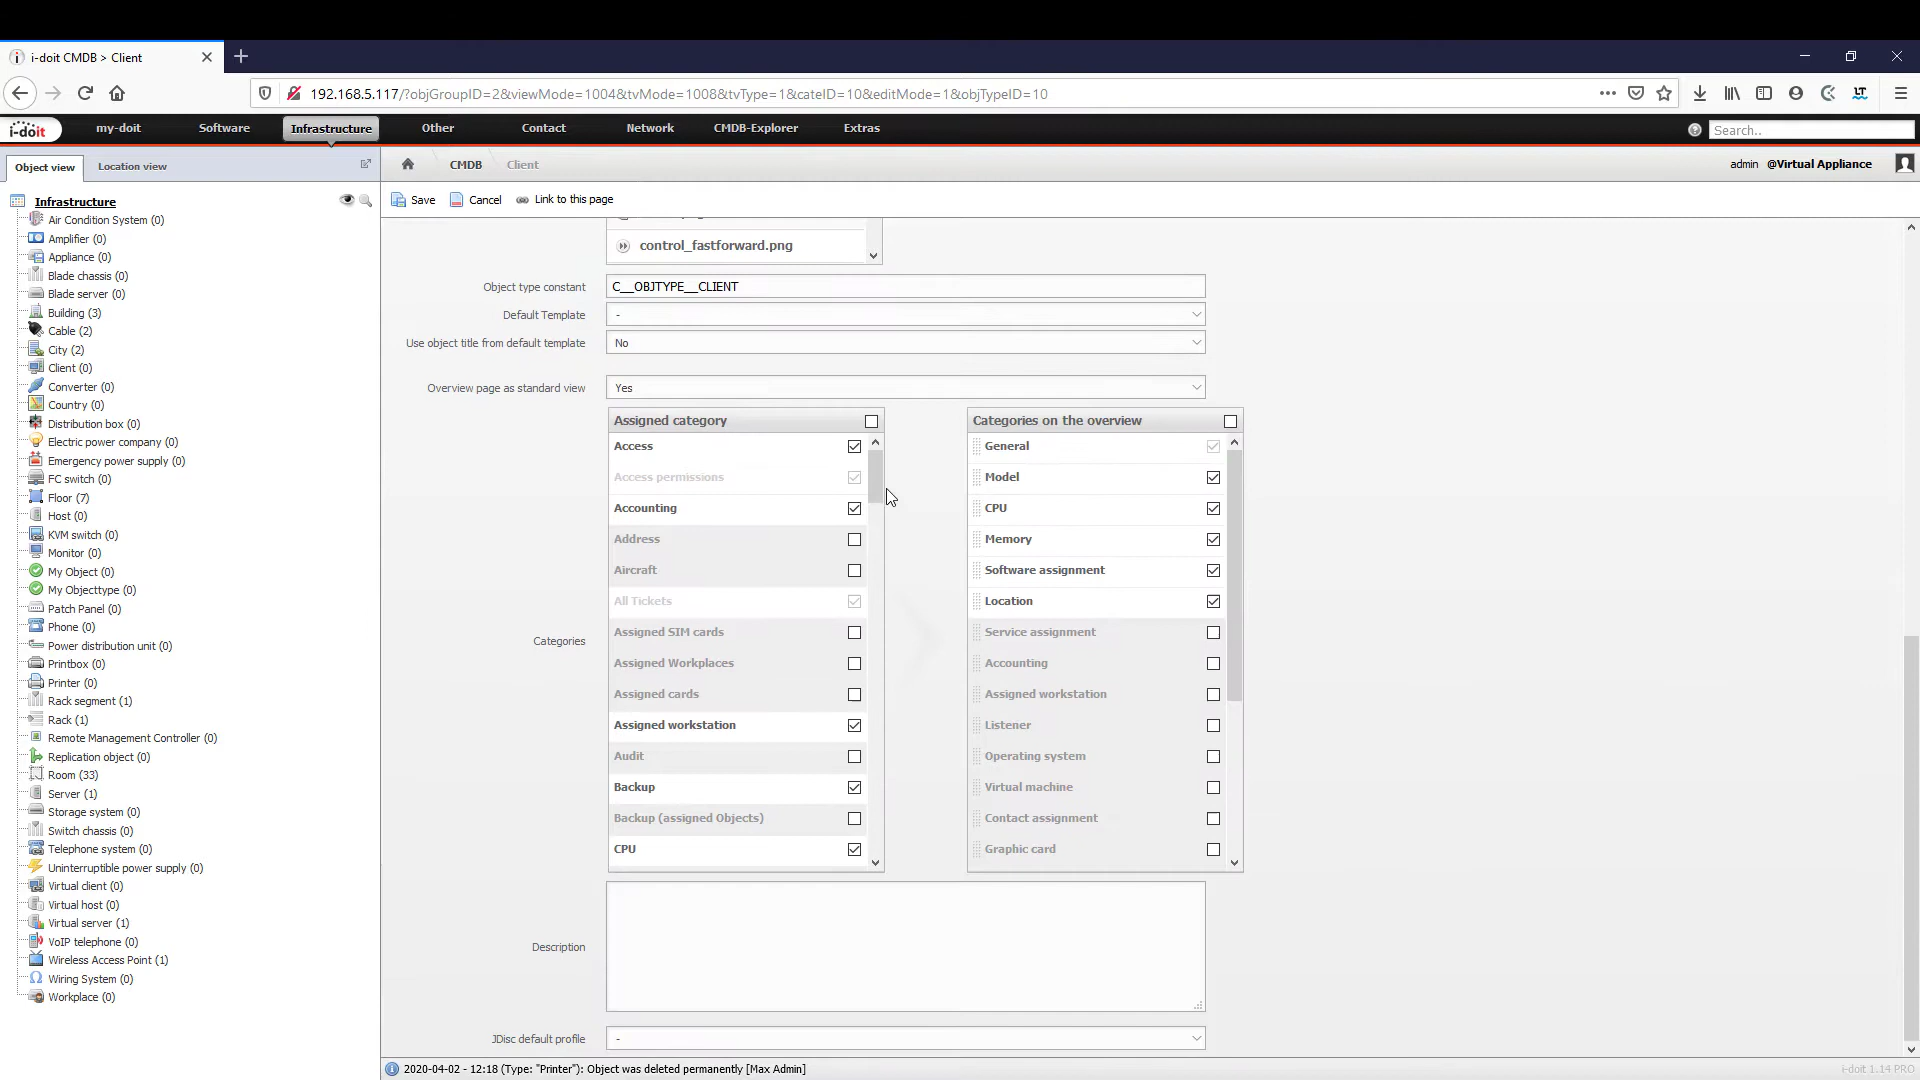 i-doit CMDB > Client
192.168.5.117/?objGroupID=2&viewMode=1004&tvMode=1008&tvType=1&cateID=10&editMode=1&objTypeID=10
LT
i-doit
my-doit
Software
Infrastructure
Other
Contact
Network
CMDB-Explorer
Extras
Search..
Object view
Location view
CMDB
Client
admin @Virtual Appliance
Save
Cancel
Link to this page
Infrastructure
Air Condition System (0)
Amplifier (0)
Appliance (0)
Blade chassis (0)
Blade server (0)
Building (3)
Cable (2)
City (2)
Client (0)
Converter (0)
Country (0)
Distribution box (0)
Electric power company (0)
Emergency power supply (0)
FC switch (0)
Floor (7)
Host (0)
KVM switch (0)
Monitor (0)
My Object (0)
My Objecttype (0)
Patch Panel (0)
Phone (0)
Power distribution unit (0)
Printbox (0)
Printer (0)
Rack segment (1)
Rack (1)
Remote Management Controller (0)
Replication object (0)
Room (33)
Server (1)
Storage system (0)
Switch chassis (0)
Telephone system (0)
Uninterruptible power supply (0)
Virtual client (0)
Virtual host (0)
Virtual server (1)
VoIP telephone (0)
Wireless Access Point (1)
Wiring System (0)
Workplace (0)
control_fastforward.png
Object type constant
C__OBJTYPE__CLIENT
Default Template
-
Use object title from default template
No
Overview page as standard view
Yes
Categories
Assigned category
Access
Access permissions
Accounting
Address
Aircraft
All Tickets
Assigned SIM cards
Assigned Workplaces
Assigned cards
Assigned workstation
Audit
Backup
Backup (assigned Objects)
CPU
Categories on the overview
General
Model
CPU
Memory
Software assignment
Location
Service assignment
Accounting
Assigned workstation
Listener
Operating system
Virtual machine
Contact assignment
Graphic card
Description
JDisc default profile
-
2020-04-02 - 12:18 (Type: "Printer"): Object was deleted permanently [Max Admin]
i-doit 1.14 PRO